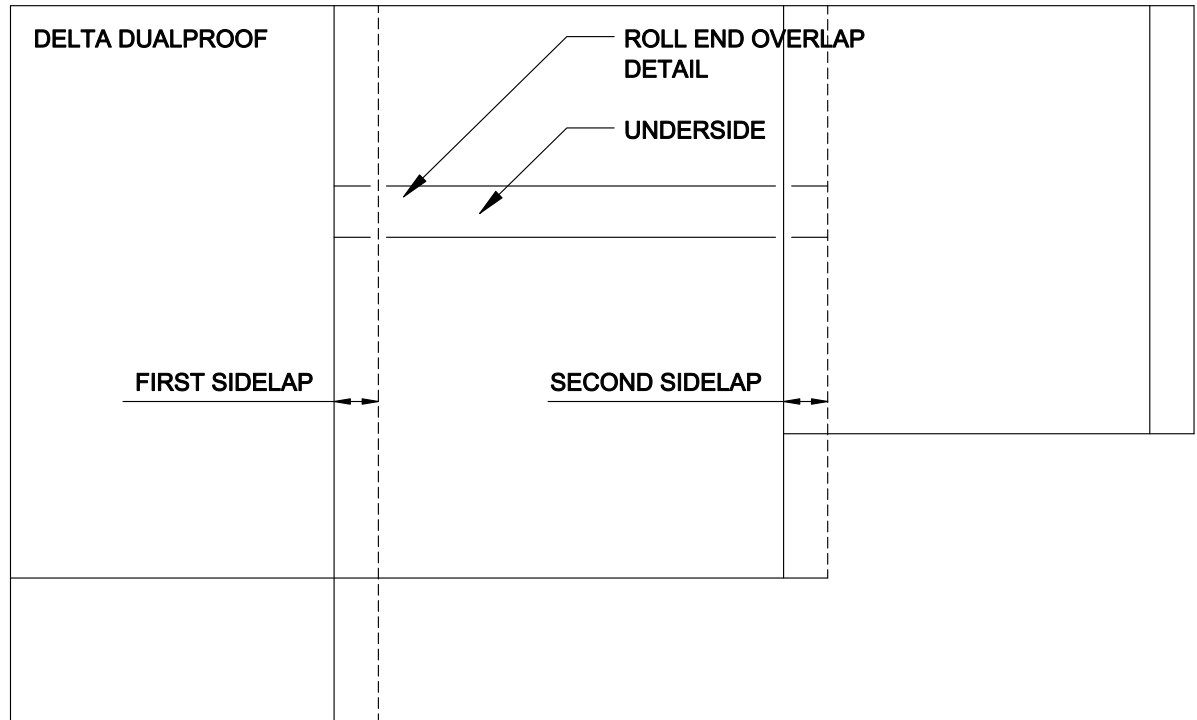 DELTA DUALPROOF
ROLL END OVERLAP
DETAIL
UNDERSIDE
FIRST SIDELAP
SECOND SIDELAP